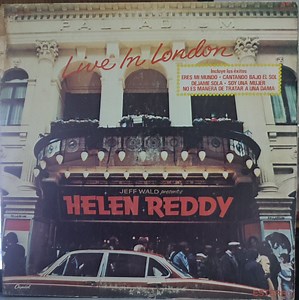 Live In London
Incluye los éxitos
ERES MI MUNDO - CANTANDO BAJO EL SOL
DEJAME SOLA - SOY UNA MUJER
NO ES MANERA DE TRATAR A UNA DAMA
JEFF WALD presents
HELEN REDDY
Capitol